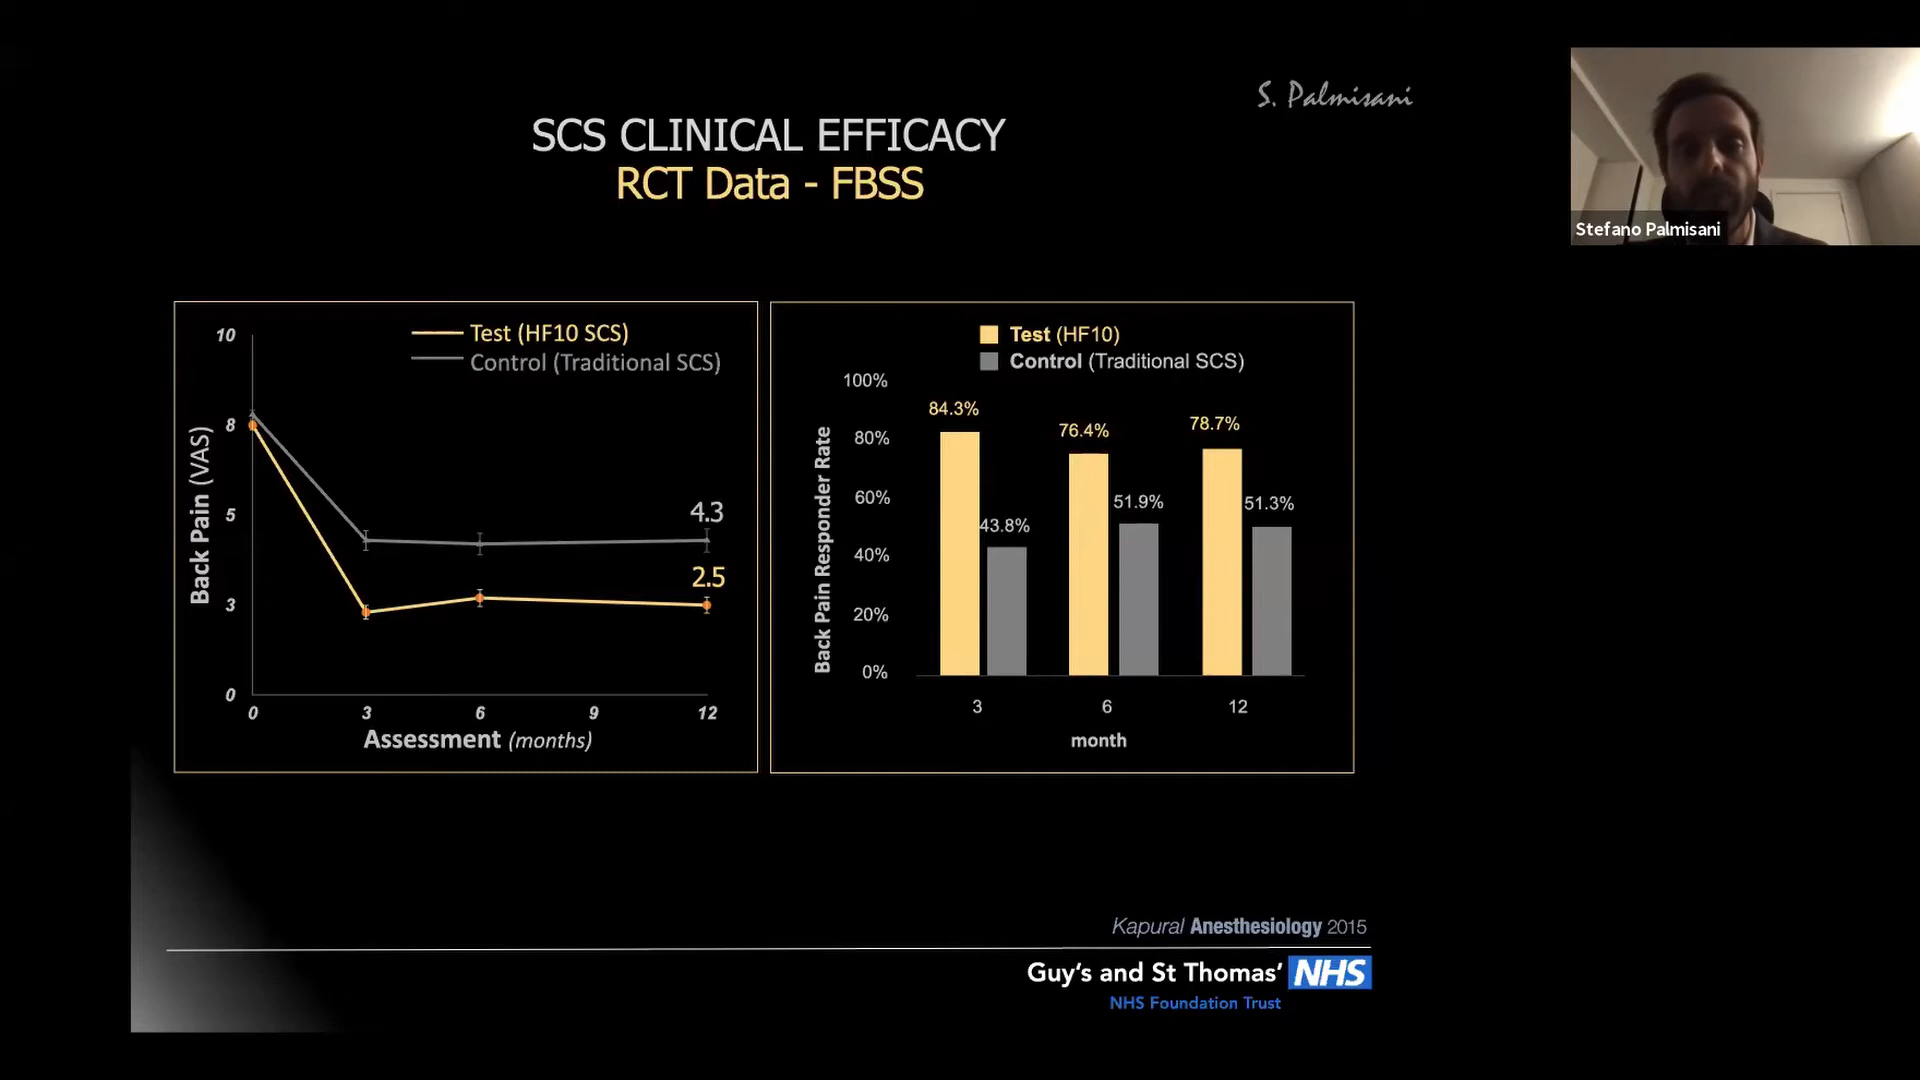 S. Palmisani
SCS CLINICAL EFFICACY
RCT Data - FBSS
Stefano Palmisani
Test (HF10 SCS)
Control (Traditional SCS)
10
8
5
3
0
Back Pain (VAS)
4.3
2.5
0 3 6 9 12
Assessment (months)
Test (HF10)
Control (Traditional SCS)
100%
80%
60%
40%
20%
0%
Back Pain Responder Rate
84.3% 43.8% 76.4% 51.9% 78.7% 51.3%
3 6 12
month
Kapural Anesthesiology 2015
Guy's and St Thomas' NHS
NHS Foundation Trust